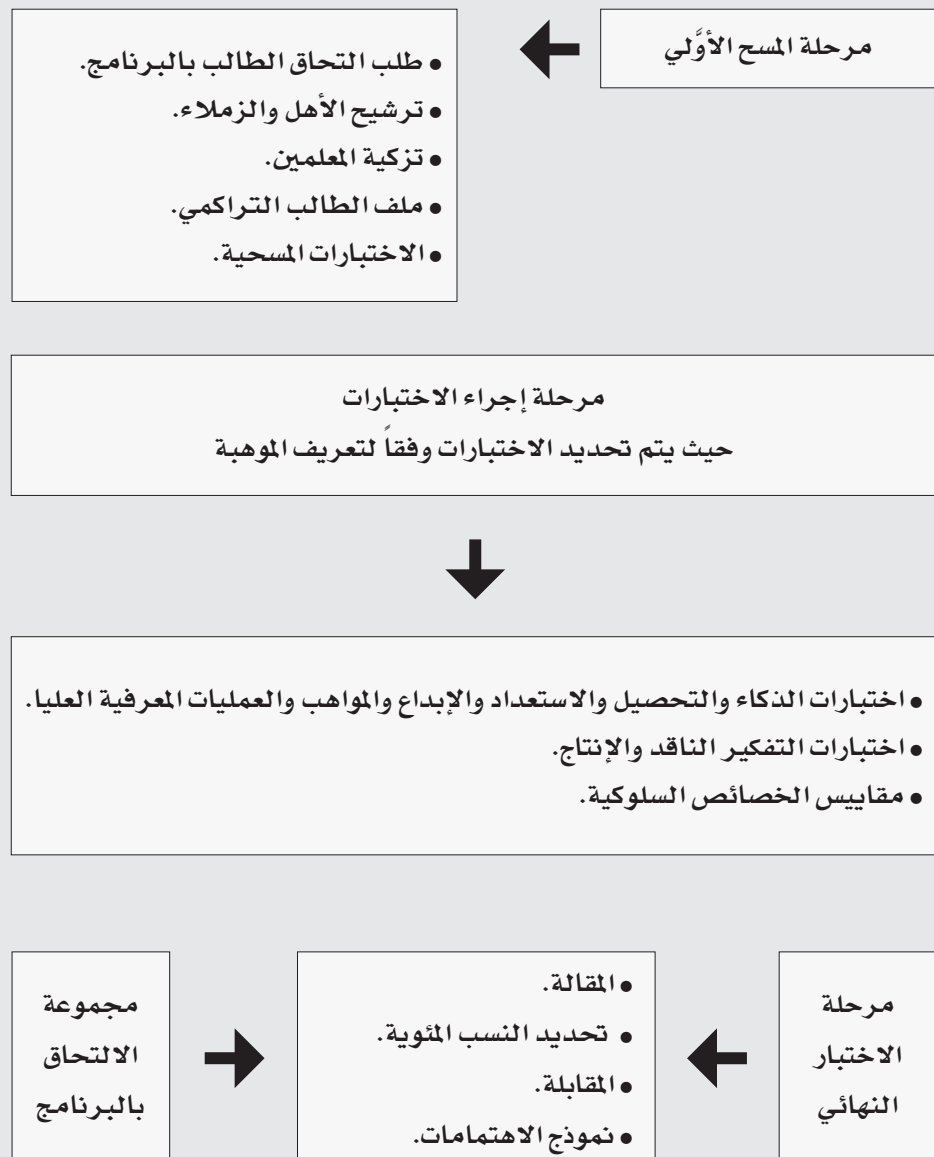 مرحلة المسح الأوَّلي
• طلب التحاق الطالب بالبرنامج.
• ترشيح الأهل والزملاء.
• تزكية المعلمين.
• ملف الطالب التراكمي.
• الاختبارات المسحية.
مرحلة إجراء الاختبارات
حيث يتم تحديد الاختبارات وفقاً لتعريف الموهبة
• اختبارات الذكاء والتحصيل والاستعداد والإبداع والمواهب والعمليات المعرفية العليا.
• اختبارات التفكير الناقد والإنتاج.
• مقاييس الخصائص السلوكية.
مرحلة
الاختبار
النهائي
• المقالة.
• تحديد النسب المئوية.
• المقابلة.
• نموذج الاهتمامات.
مجموعة
الالتحاق
بالبرنامج